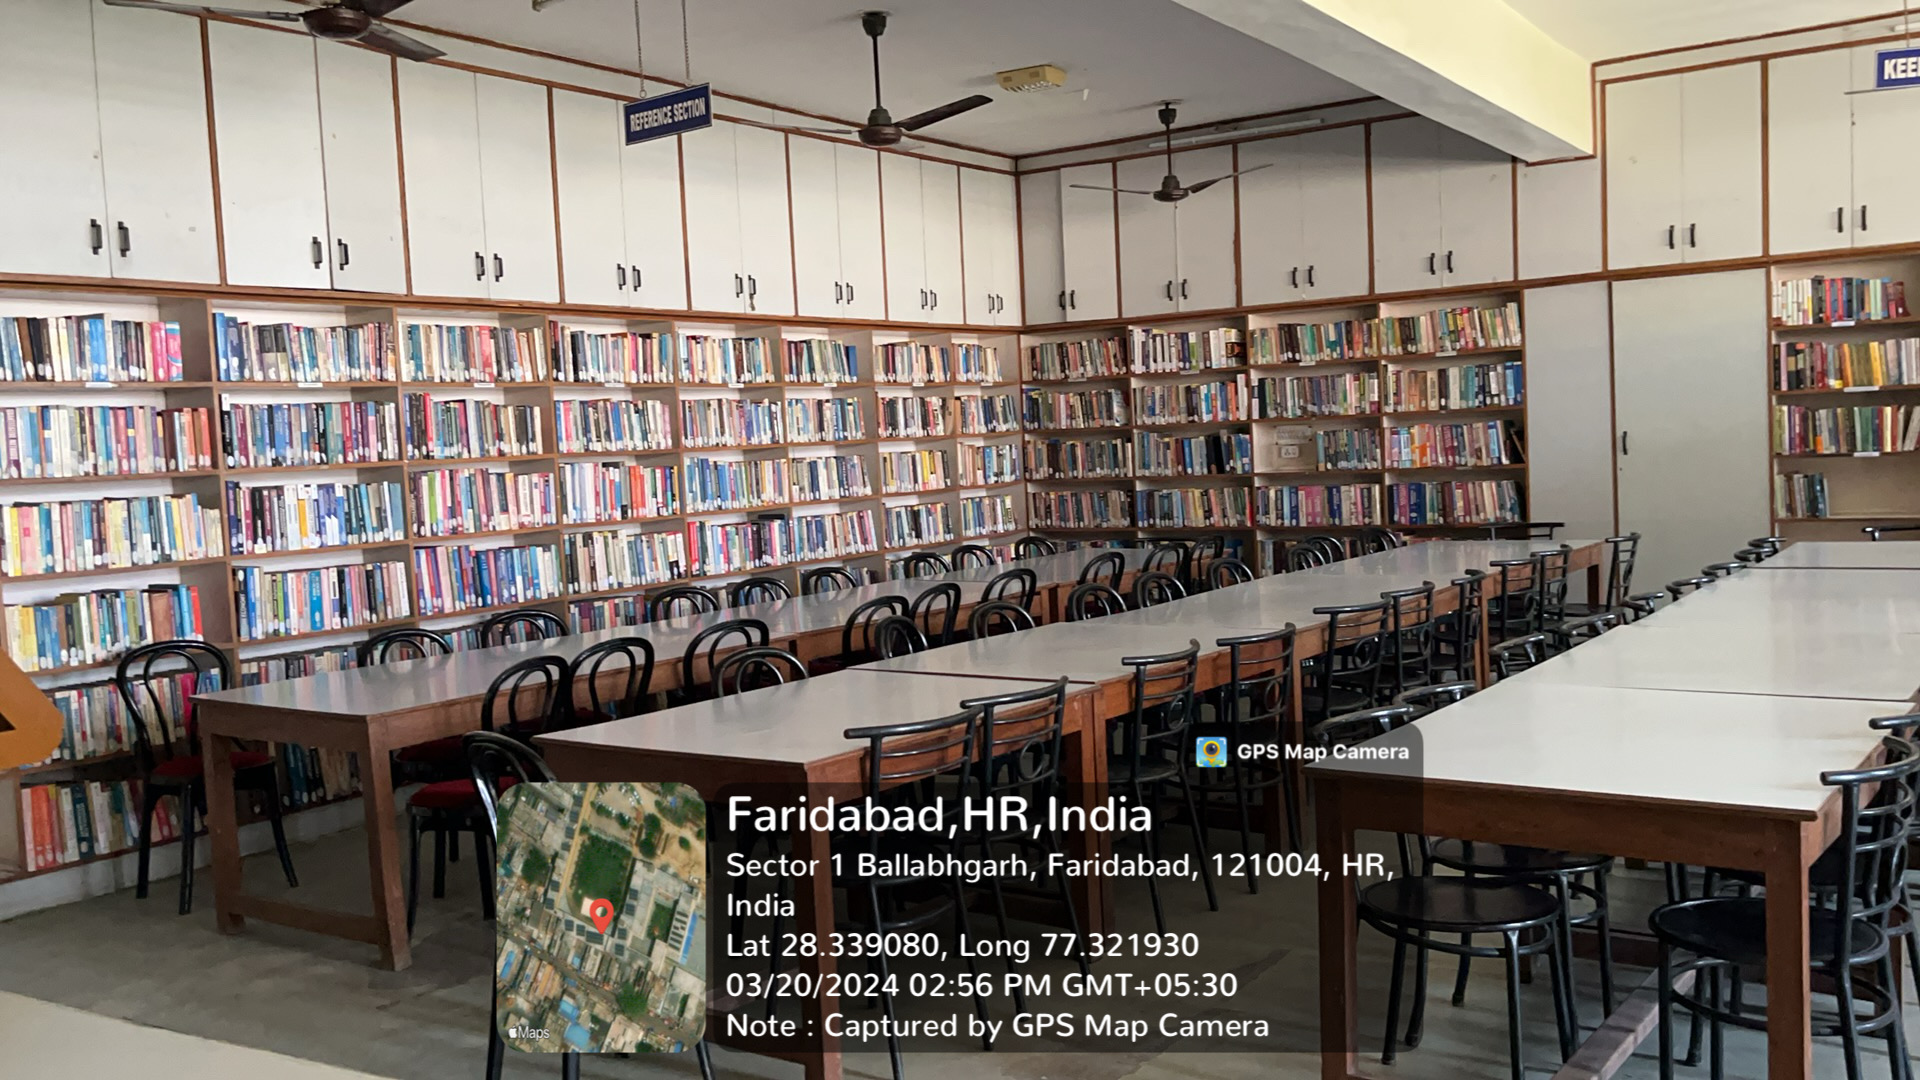 REFERENCE SECTION
KEE
GPS Map Camera
Faridabad,HR,India
Sector 1 Ballabhgarh, Faridabad, 121004, HR,
India
Lat 28.339080, Long 77.321930
03/20/2024 02:56 PM GMT+05:30
Note : Captured by GPS Map Camera
Maps